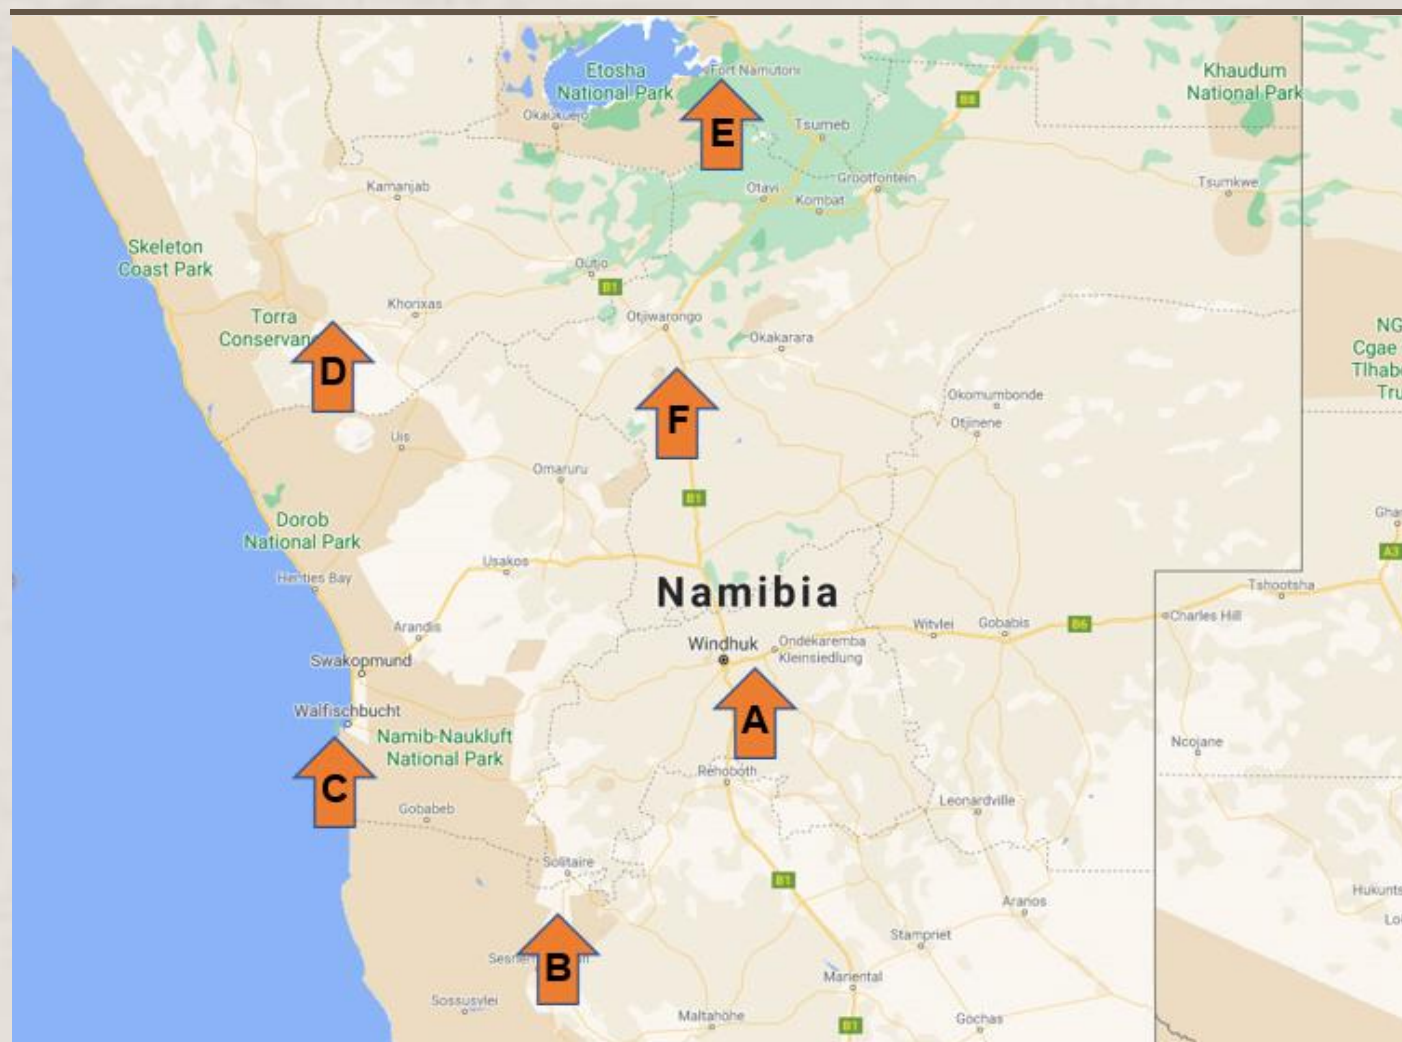 Etosha
National Park
Fort Namutoni
Khaudum
National Park
B8
Okaukuejo
E
Tsumeb
Kamanjab
Otavi
Grootfontein
Kombat
Tsumkwe
Skeleton
Coast Park
Outjo
B1
Khorixas
Torra
Otjiwarongo
Okakarara
NG
Cgae
D
F
Okomumbonde
Otjinene
Uis
Omaruru
B1
Dorob
National Park
A3
Usakos
Henties Bay
Namibia
Tshootsha
Arandis
Witvlei
Gobabis
B6
Charles Hill
Windhuk
Ondekaremba
Kleinsiedlung
Swakopmund
Walfischbucht
A
Namib-Naukluft
National Park
Ncojane
Rehoboth
C
Gobabeb
Leonardville
Solitaire
B1
Aranos
Stampriet
B
Mariental
Sossusvlei
Maltahöhe
Gochas
B1